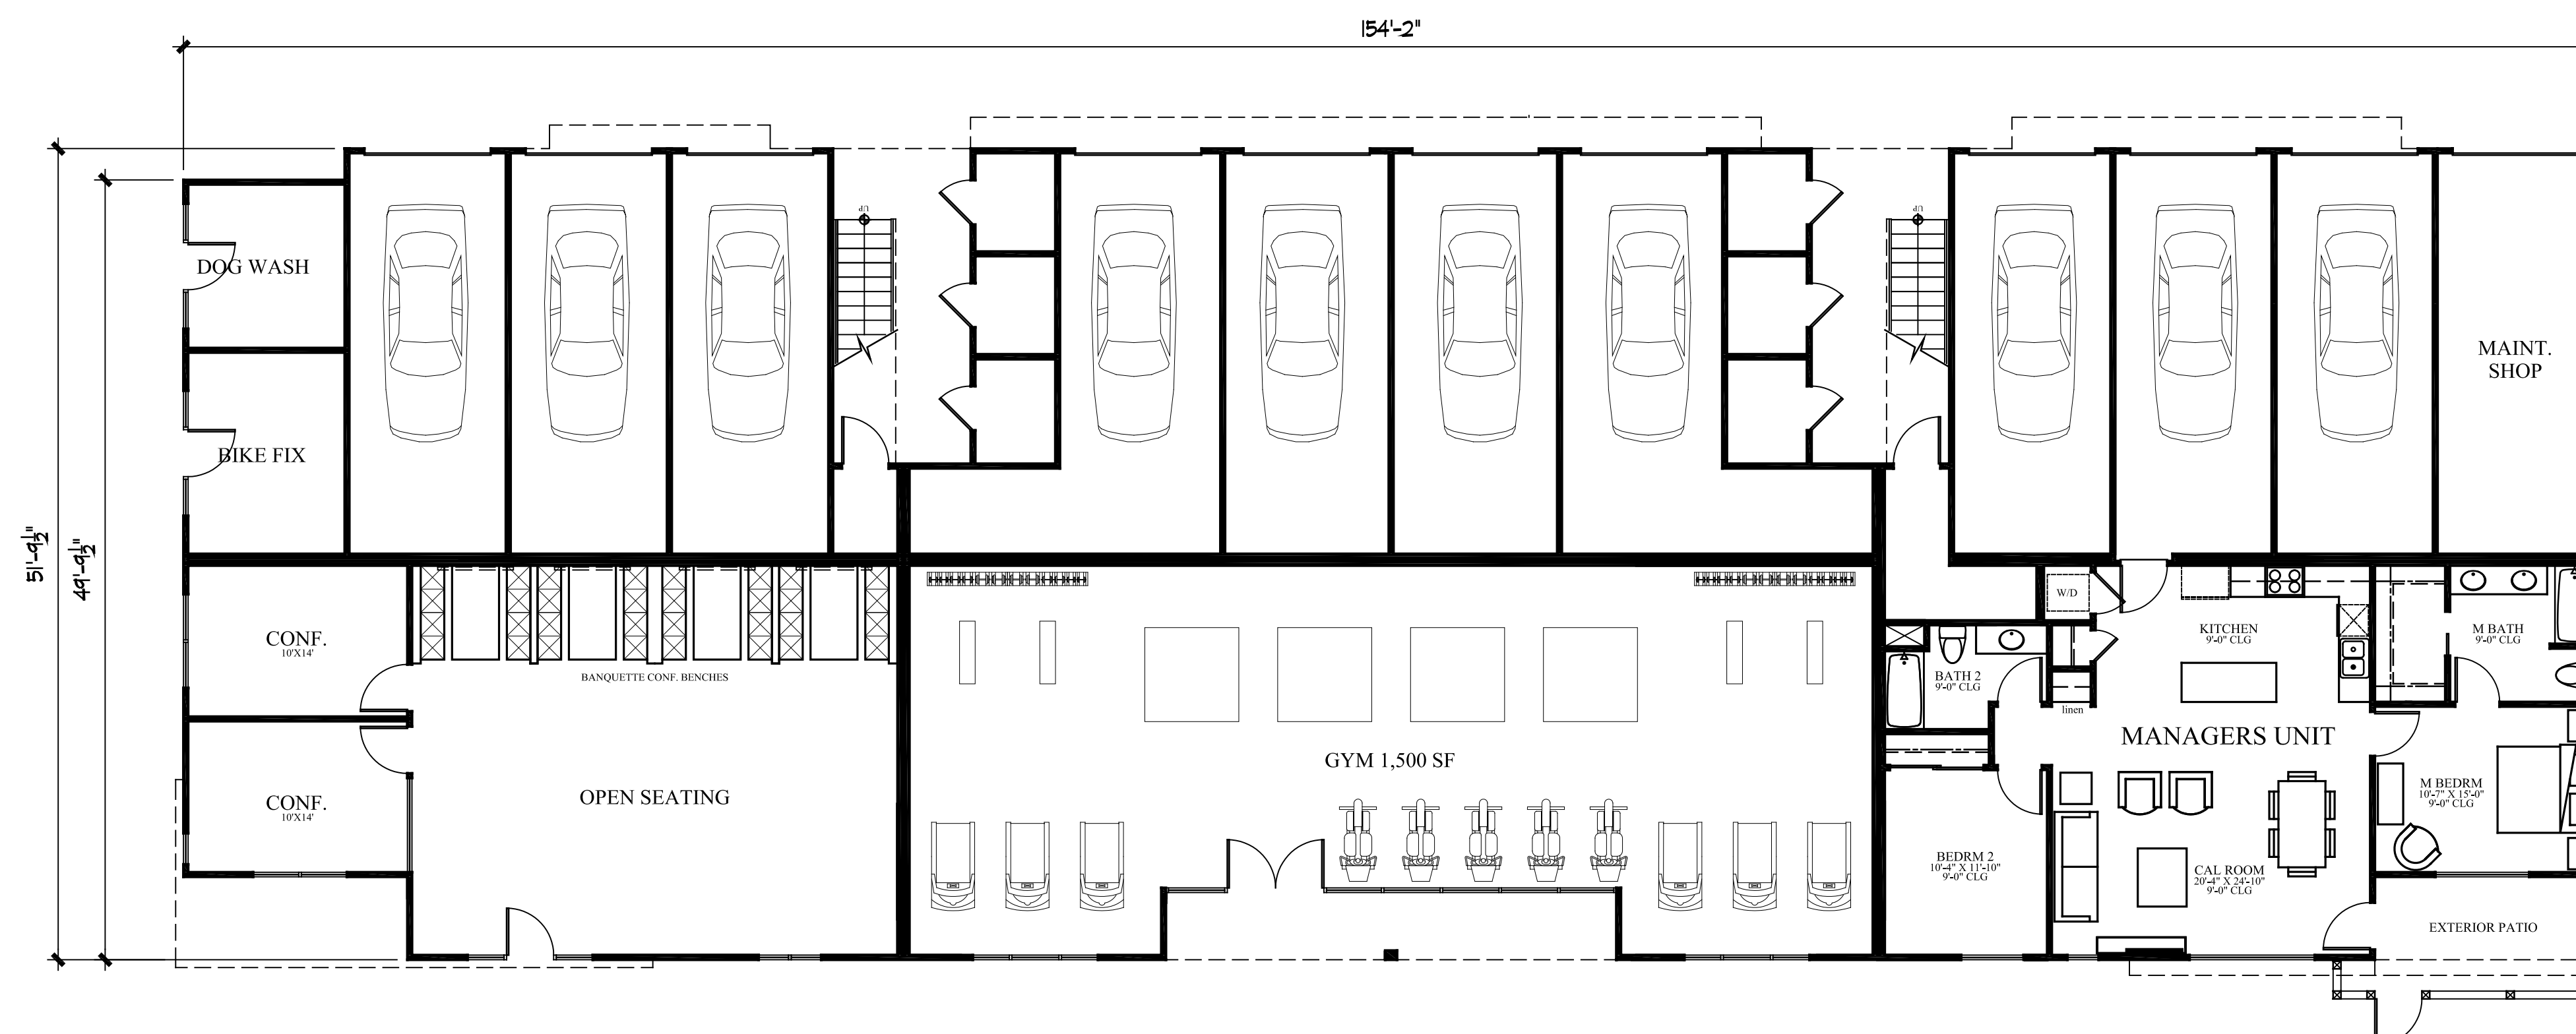 154'-2"
UP
UP
DOG WASH
MAINT.
SHOP
BIKE FIX
51'-9½"
49'-9½"
W/D
CONF.
10'X14'
KITCHEN
9'-0" CLG
M BATH
9'-0" CLG
BANQUETTE CONF. BENCHES
BATH 2
9'-0" CLG
linen
MANAGERS UNIT
GYM 1,500 SF
OPEN SEATING
CONF.
10'X14'
M BEDRM
10'-7" X 15'-0"
9'-0" CLG
BEDRM 2
10'-4" X 11'-10"
9'-0" CLG
CAL ROOM
20'-4" X 24'-10"
9'-0" CLG
EXTERIOR PATIO